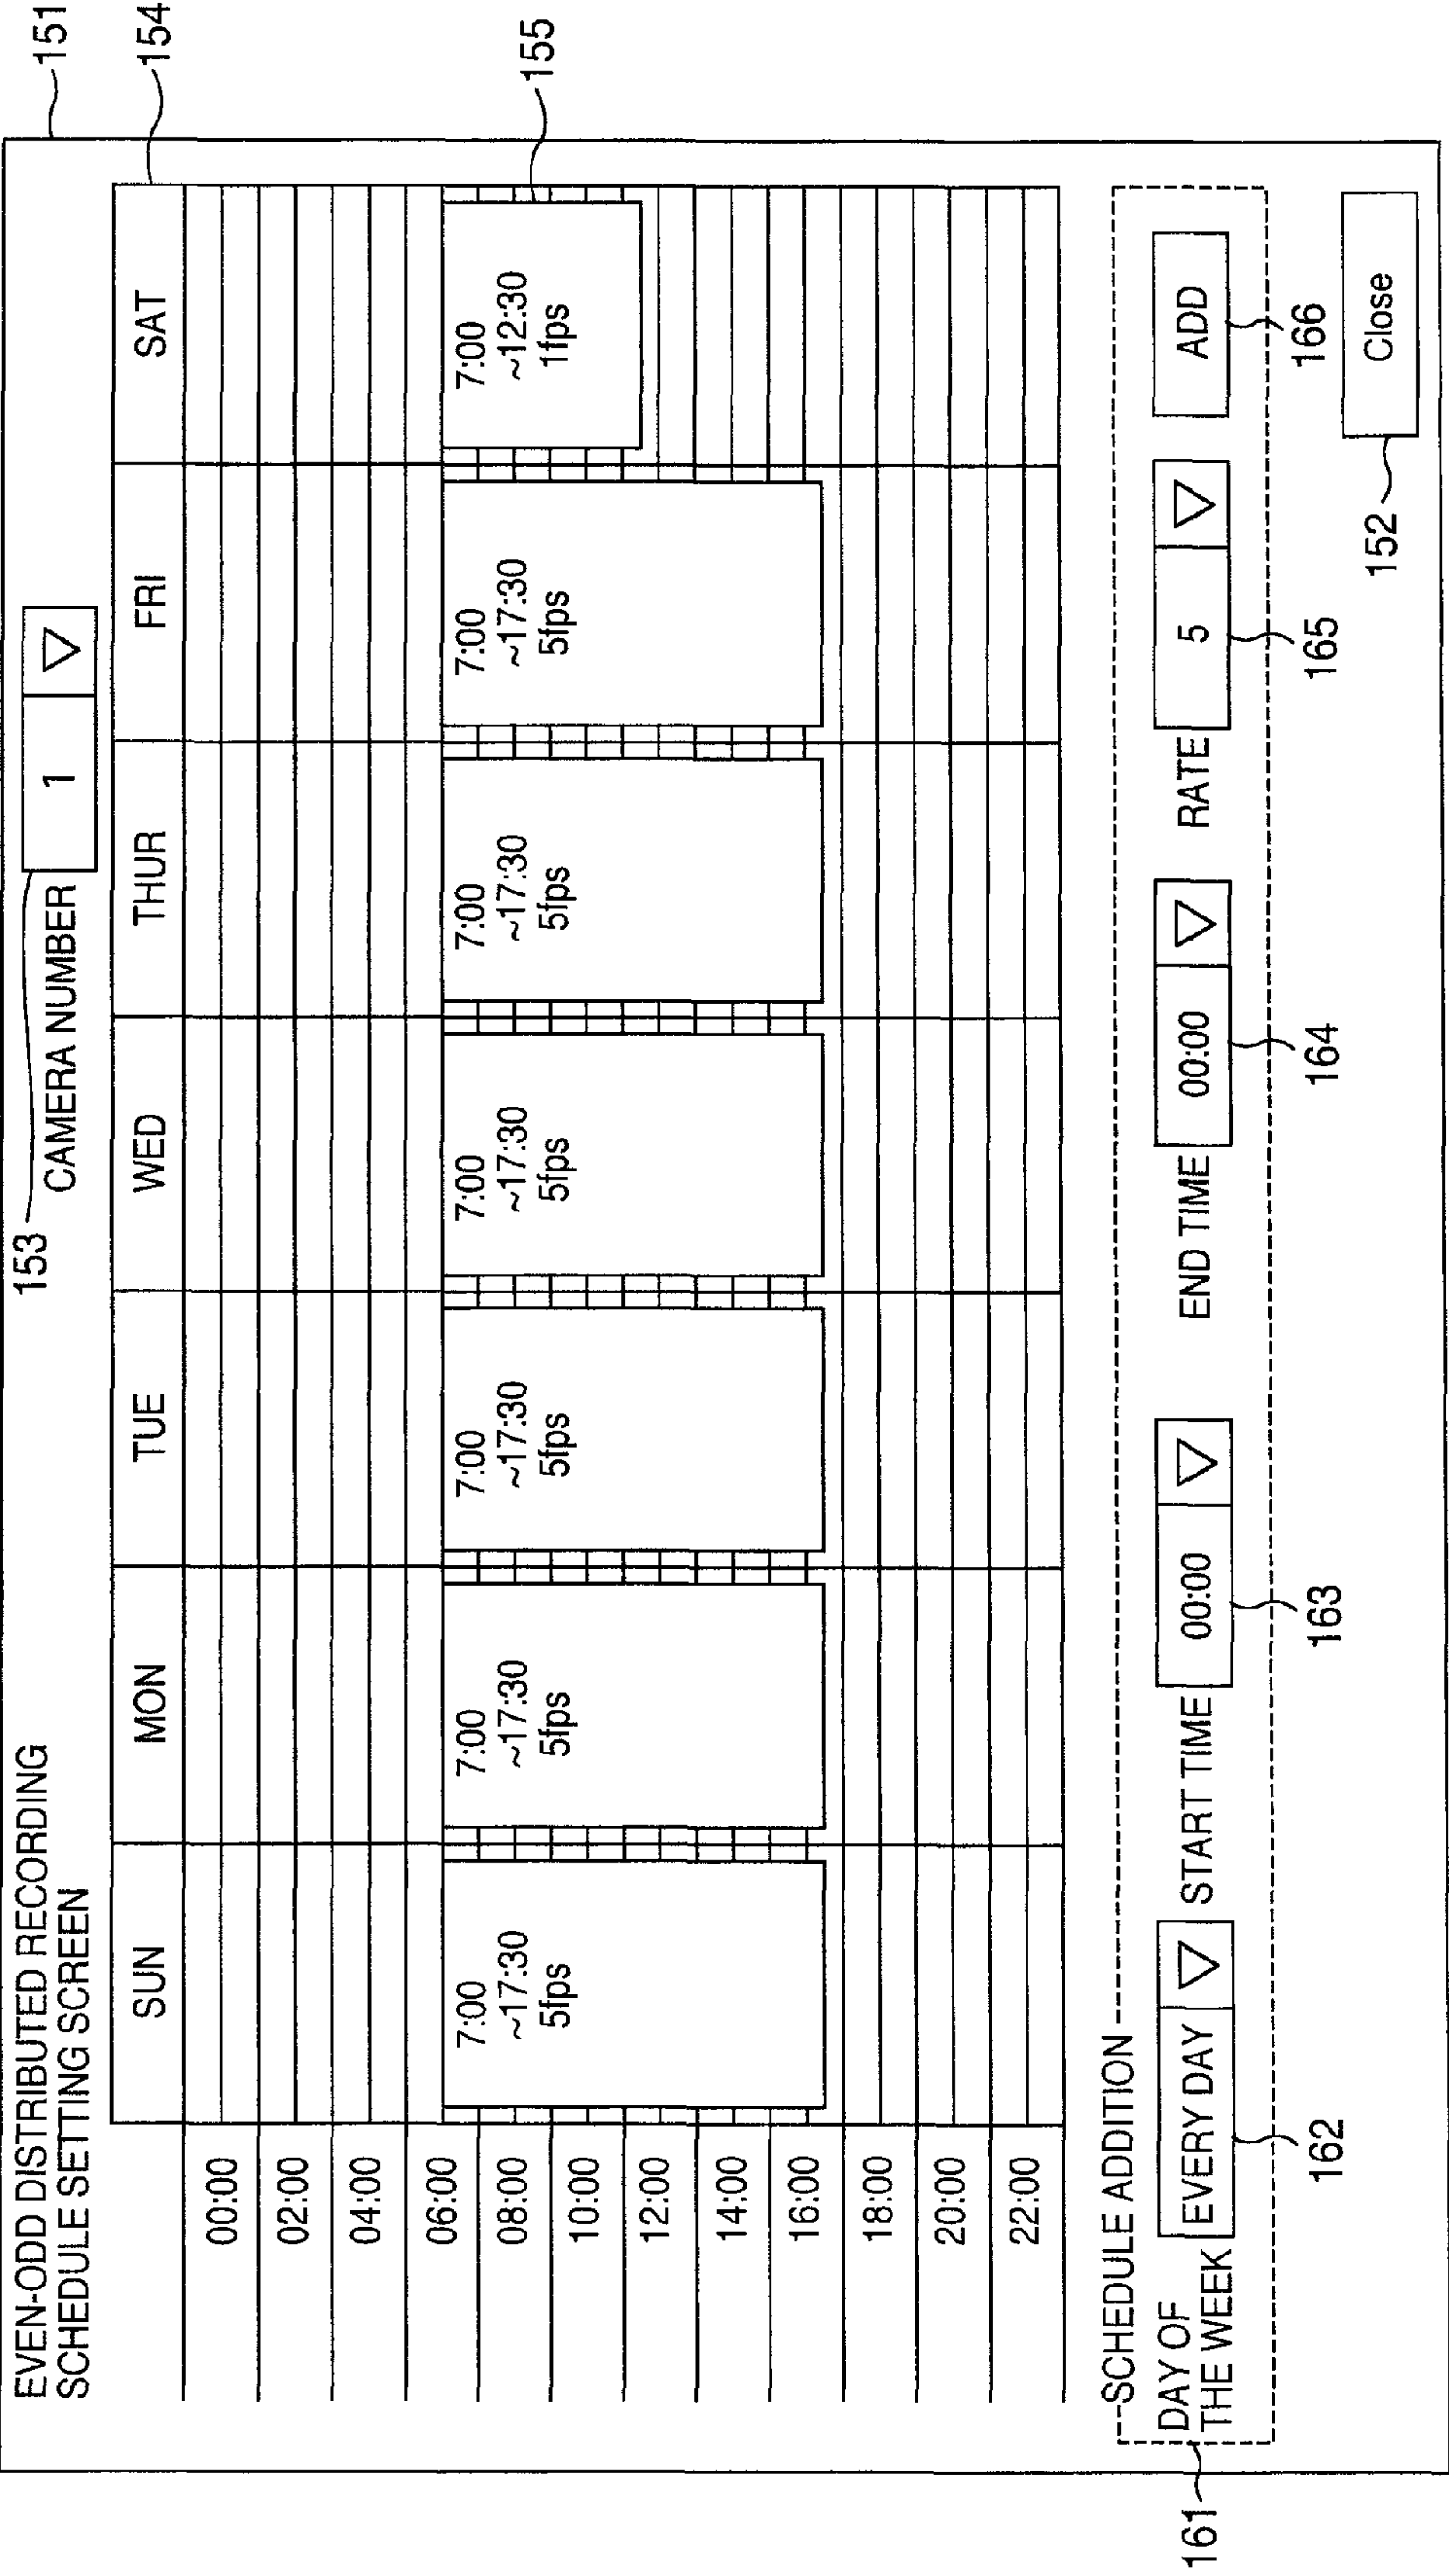 EVEN-ODD DISTRIBUTED RECORDING
SCHEDULE SETTING SCREEN
153
CAMERA NUMBER
1
151
154
SUN MON TUE WED THUR FRI SAT
00:00
02:00
04:00
06:00
08:00
10:00
12:00
14:00
16:00
18:00
20:00
22:00
7:00
~17:30
5fps
7:00
~17:30
5fps
7:00
~17:30
5fps
7:00
~17:30
5fps
7:00
~17:30
5fps
7:00
~17:30
5fps
7:00
~12:30
1fps
155
161
SCHEDULE ADDITION
DAY OF
THE WEEK
EVERY DAY
START TIME
00:00
END TIME
00:00
RATE
5
ADD
162
163
164
165
166
152
Close